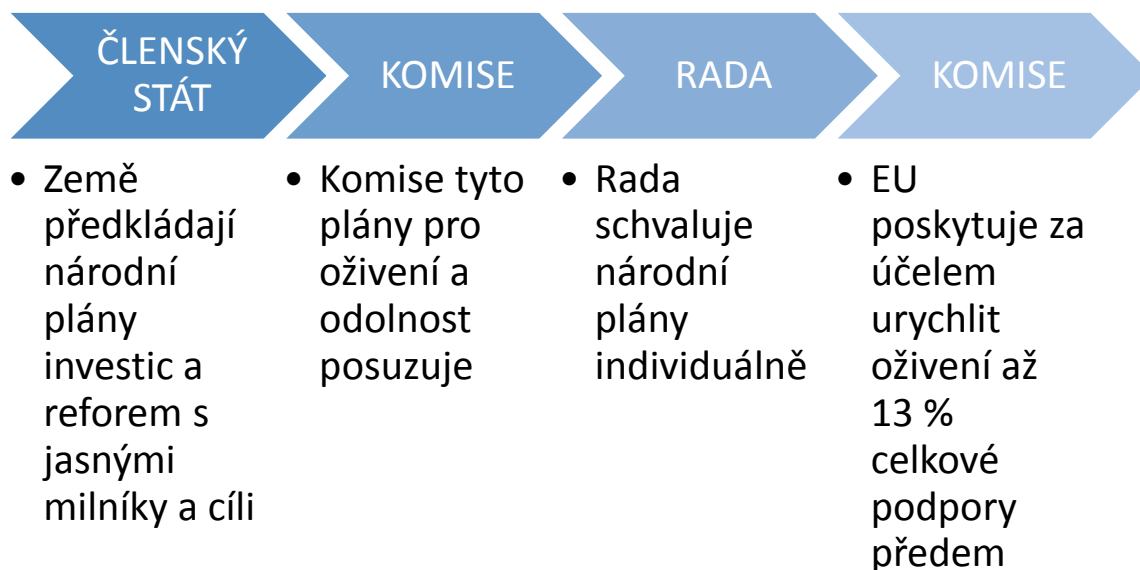 ČLENSKÝ
STÁT
KOMISE
RADA
KOMISE
• Země
předkládají
národní
plány
investic a
reforem s
jasnými
milníky a cíli
• Komise tyto
plány pro
oživení a
odolnost
posuzuje
• Rada
schvaluje
národní
plány
individuálně
• EU
poskytuje za
účelem
urychlit
oživení až
13 %
celkové
podpory
předem